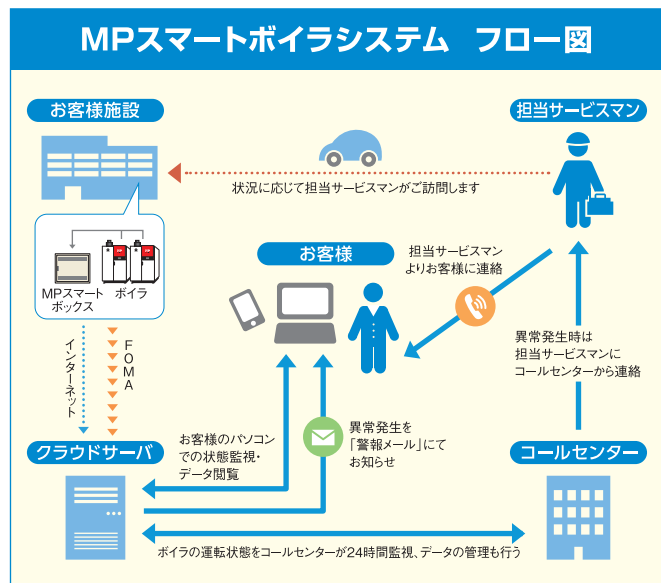 MPスマートボイラシステム フロー図
お客様施設
担当サービスマン
状況に応じて担当サービスマンがご訪問します
MPスマート
ボックス
ボイラ
お客様
担当サービスマン
よりお客様に連絡
異常発生時は
担当サービスマンに
コールセンターから連絡
インターネット
FOMA
クラウドサーバ
お客様のパソコン
での状態監視・
データ閲覧
異常発生を
「警報メール」にて
お知らせ
コールセンター
ボイラの運転状態をコールセンターが24時間監視、データの管理も行う